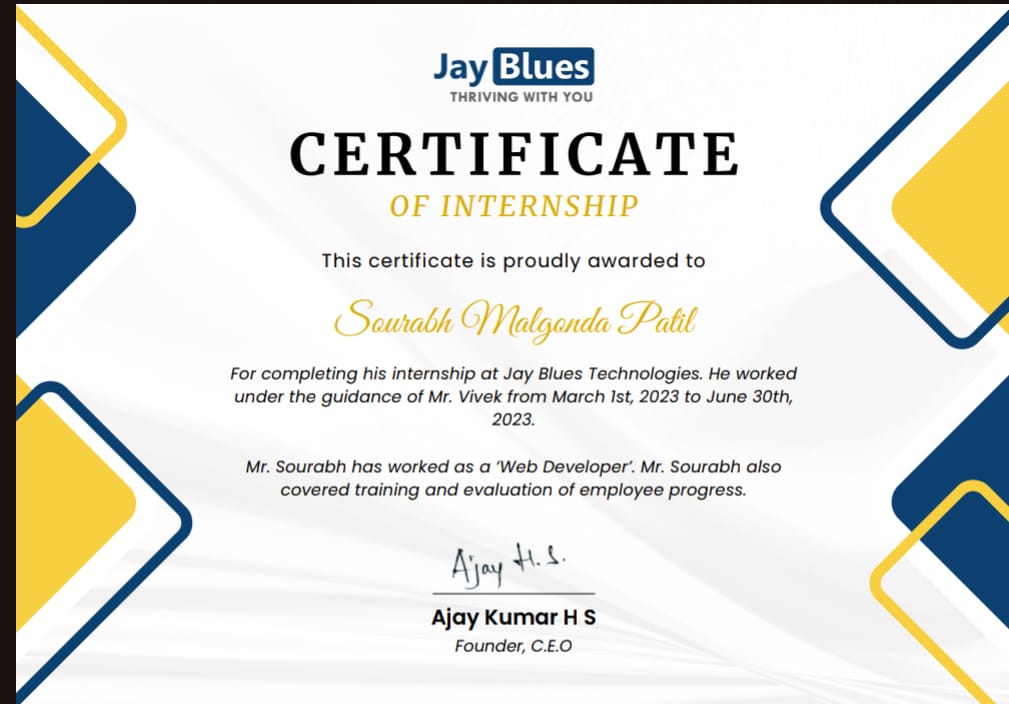 Jay Blues
THRIVING WITH YOU
CERTIFICATE
OF INTERNSHIP
This certificate is proudly awarded to
Sourabh Malgonda Patil
For completing his internship at Jay Blues Technologies. He worked
under the guidance of Mr. Vivek from March 1st, 2023 to June 30th,
2023.
Mr. Sourabh has worked as a ‘Web Developer’. Mr. Sourabh also
covered training and evaluation of employee progress.
Ajay H.S.
Ajay Kumar H S
Founder, C.E.O